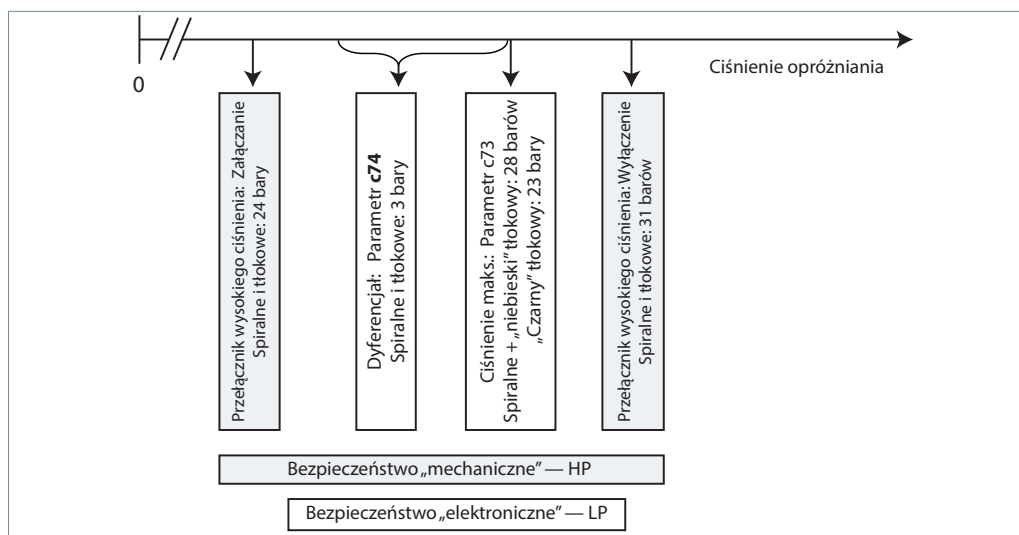 0
Ciśnienie opróżniania
Przełącznik wysokiego ciśnienia: Załączanie
Spiralne i tłokowe: 24 bary
Dyferencjał: Parametr c74
Spiralne i tłokowe: 3 bary
Ciśnienie maks.: Parametr c73
Spiralne + „niebieski” tłokowy: 28 barów
„Czarny” tłokowy: 23 bary
Przełącznik wysokiego ciśnienia: Wyłączenie
Spiralne i tłokowe: 31 barów
Bezpieczeństwo „mechaniczne” — HP
Bezpieczeństwo „elektroniczne” — LP